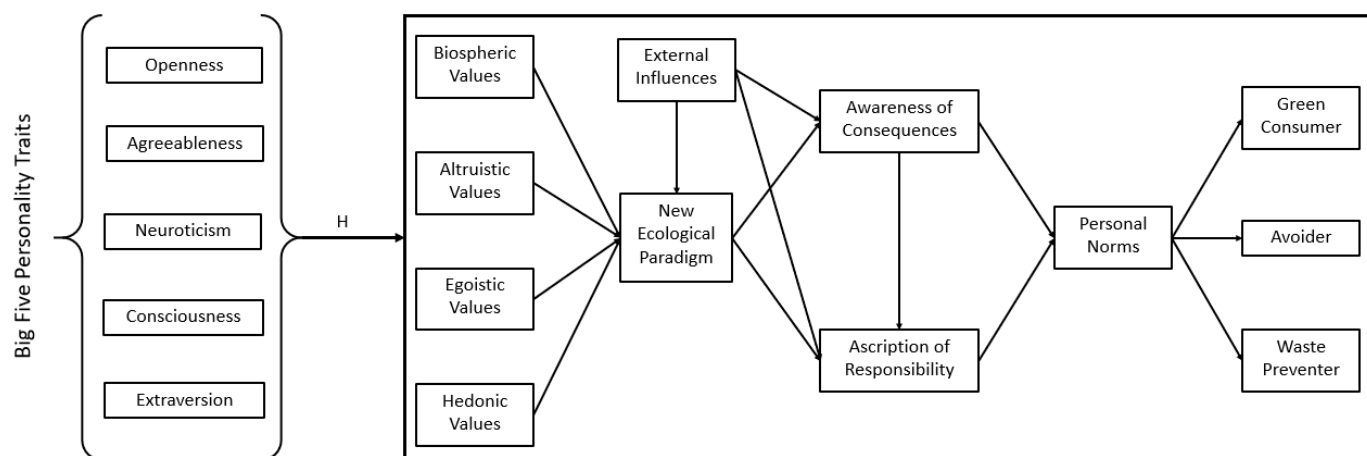 Big Five Personality Traits
Openness
Agreeableness
Neuroticism
Consciousness
Extraversion
H
Biospheric
Values
Altruistic
Values
Egoistic
Values
Hedonic
Values
External
Influences
New
Ecological
Paradigm
Awareness of
Consequences
Ascription of
Responsibility
Personal
Norms
Green
Consumer
Avoider
Waste
Preventer